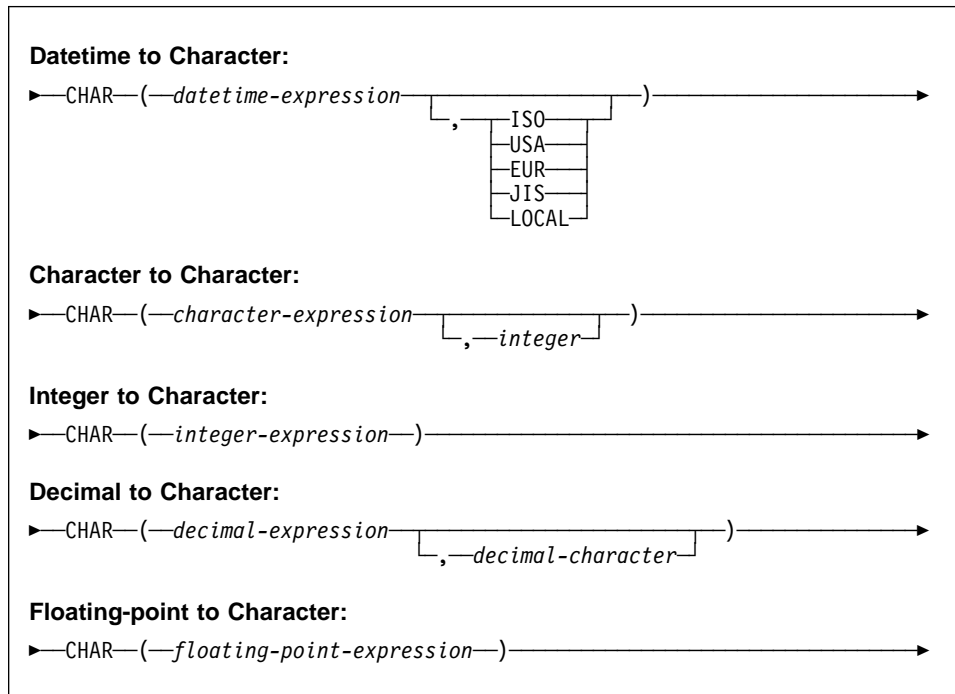 Datetime to Character:
CHAR ( datetime-expression )
, ISO
USA
EUR
JIS
LOCAL
Character to Character:
CHAR ( character-expression )
, integer
Integer to Character:
CHAR ( integer-expression )
Decimal to Character:
CHAR ( decimal-expression )
, decimal-character
Floating-point to Character:
CHAR ( floating-point-expression )